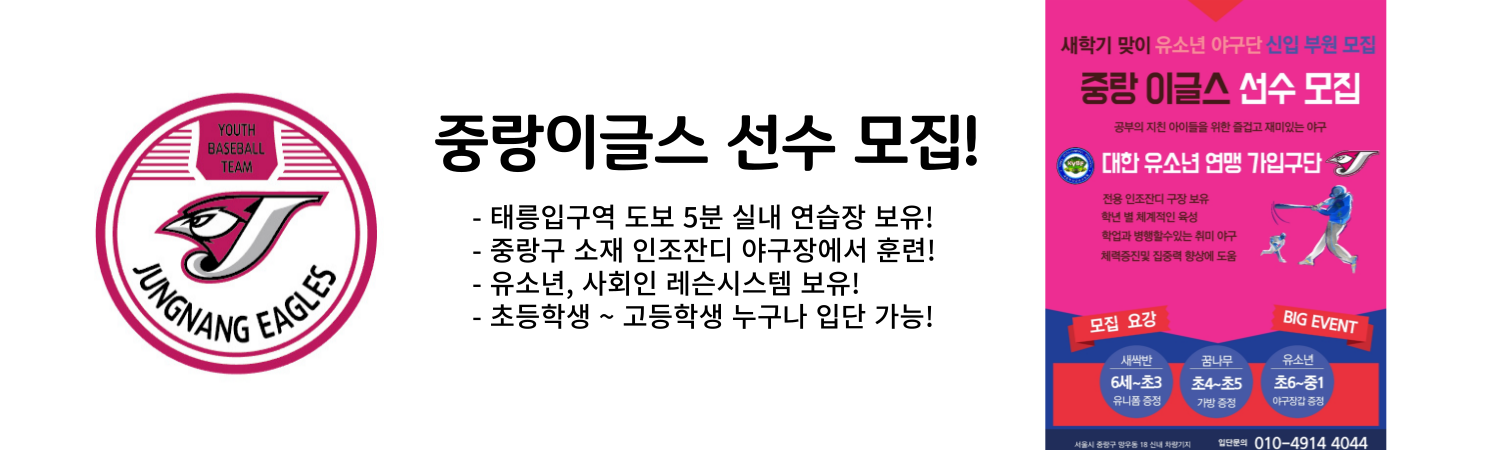 YOUTH
BASEBALL
TEAM
JUNGNANG EAGLES
중랑이글스 선수 모집!
- 태릉입구역 도보 5분 실내 연습장 보유!
- 중랑구 소재 인조잔디 야구장에서 훈련!
- 유소년, 사회인 레슨시스템 보유!
- 초등학생 ~ 고등학생 누구나 입단 가능!
새학기 맞이 유소년 야구단 신입 부원 모집
중랑 이글스 선수 모집
공부의 지친 아이들을 위한 즐겁고 재미있는 야구
대한 유소년 연맹 가입구단
전용 인조잔디 구장 보유
학년 별 체계적인 육성
학업과 병행할수있는 취미 야구
체력증진및 집중력 향상에 도움
모집 요강
BIG EVENT
새싹반
6세~초3
유니폼 증정
꿈나무
초4~초5
가방 증정
유소년
초6~중1
야구장갑 증정
서울시 중랑구 망우동 18 신내 차량기지
입단문의 010-4914 4044